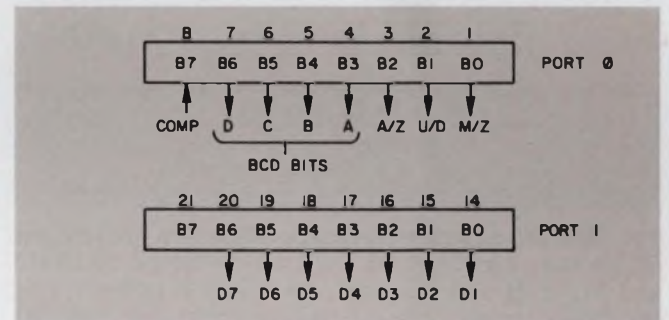 8 7 6 5 4 3 2 1
B7 B6 B5 B4 B3 B2 B1 B0 PORT Ø
COMP D C B A A/Z U/D M/Z
BCD BITS
21 20 19 18 17 16 15 14
B7 B6 B5 B4 B3 B2 B1 B0 PORT 1
D7 D6 D5 D4 D3 D2 D1